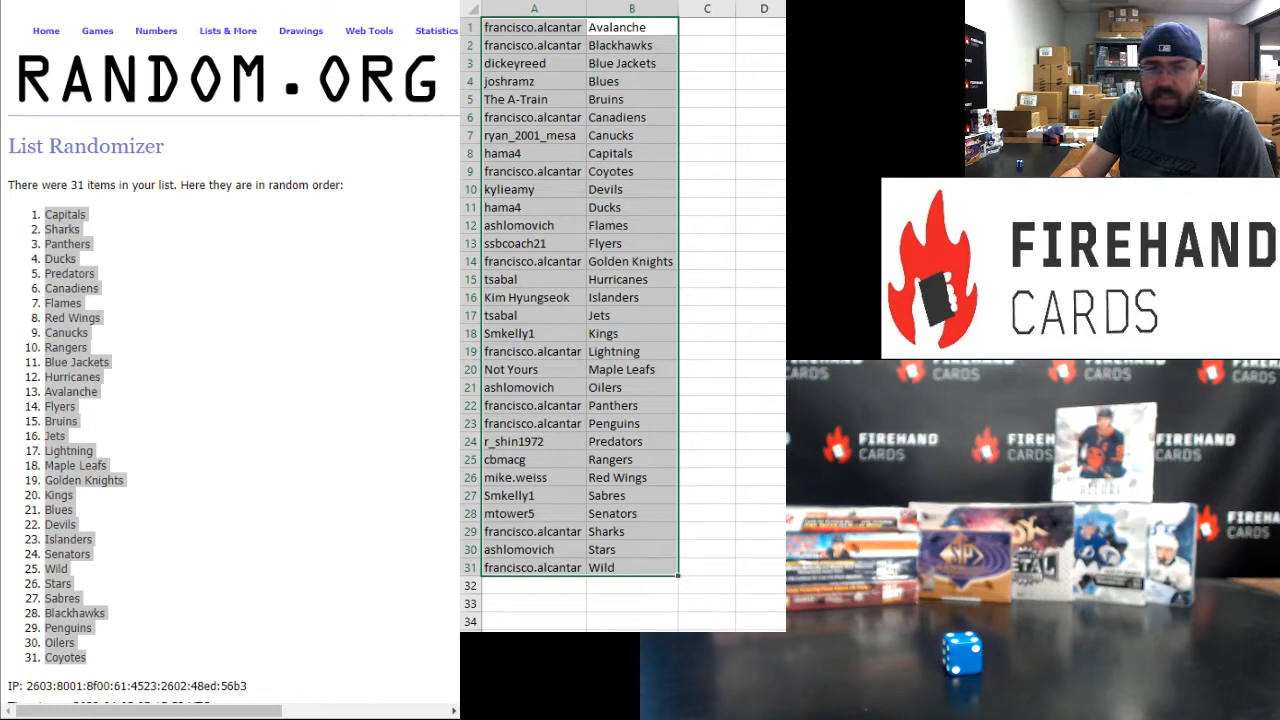 Home Games Numbers Lists & More Drawings Web Tools Statistics
RANDOM.ORG
List Randomizer
There were 31 items in your list. Here they are in random order:
1. Capitals
2. Sharks
3. Panthers
4. Ducks
5. Predators
6. Canadiens
7. Flames
8. Red Wings
9. Canucks
10. Rangers
11. Blue Jackets
12. Hurricanes
13. Avalanche
14. Flyers
15. Bruins
16. Jets
17. Lightning
18. Maple Leafs
19. Golden Knights
20. Kings
21. Blues
22. Devils
23. Islanders
24. Senators
25. Wild
26. Stars
27. Sabres
28. Blackhawks
29. Penguins
30. Oilers
31. Coyotes
IP: 2603:8001:8f00:61:4523:2602:48ed:56b3
A B C D
1 francisco.alcantar Avalanche
2 francisco.alcantar Blackhawks
3 dickeyreed Blue Jackets
4 joshramz Blues
5 The A-Train Bruins
6 francisco.alcantar Canadiens
7 ryan_2001_mesa Canucks
8 hama4 Capitals
9 francisco.alcantar Coyotes
10 kylieamy Devils
11 hama4 Ducks
12 ashlomovich Flames
13 ssbcoach21 Flyers
14 francisco.alcantar Golden Knights
15 tsabal Hurricanes
16 Kim Hyungseok Islanders
17 tsabal Jets
18 Smkelly1 Kings
19 francisco.alcantar Lightning
20 Not Yours Maple Leafs
21 ashlomovich Oilers
22 francisco.alcantar Panthers
23 francisco.alcantar Penguins
24 r_shin1972 Predators
25 cbmacg Rangers
26 mike.weiss Red Wings
27 Smkelly1 Sabres
28 mtower5 Senators
29 francisco.alcantar Sharks
30 ashlomovich Stars
31 francisco.alcantar Wild
32
33
34
FIREHAND
CARDS
FIREHAND
CARDS
FIREHAND
CARDS
FIREHAND
CARDS
SP
METAL